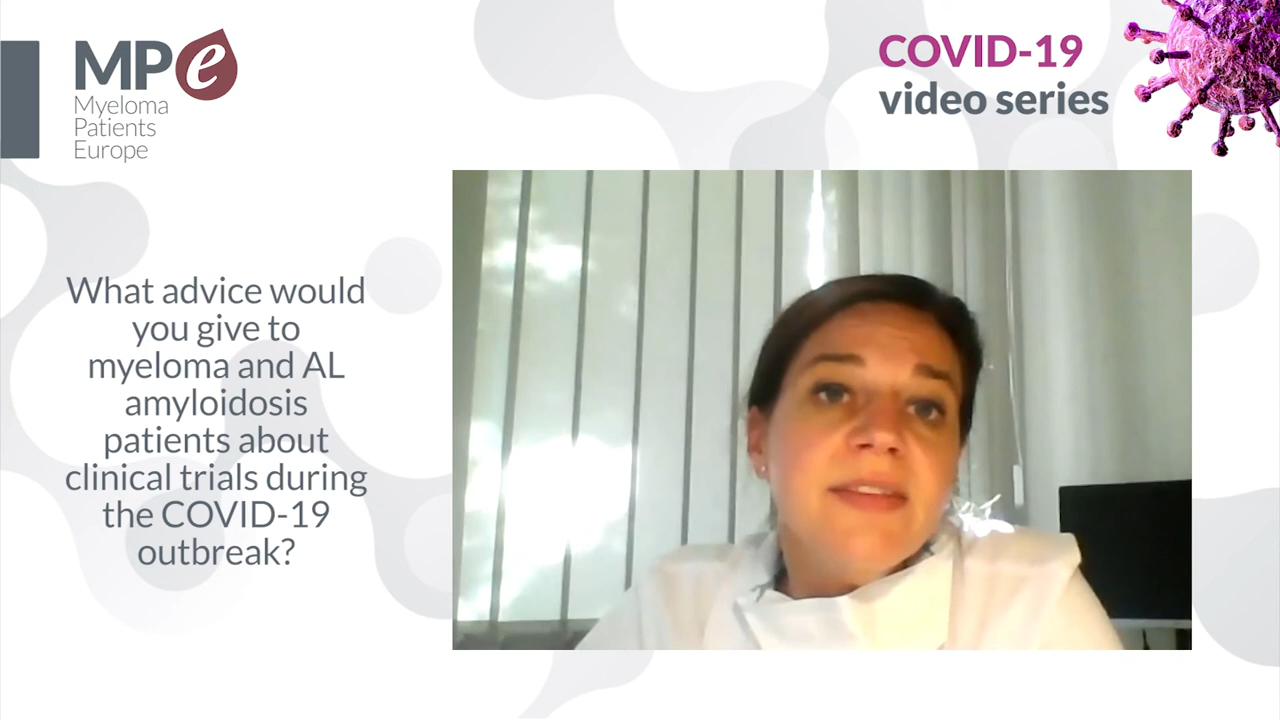 MPe
Myeloma
Patients
Europe
COVID-19
video series
What advice would
you give to
myeloma and AL
amyloidosis
patients about
clinical trials during
the COVID-19
outbreak?